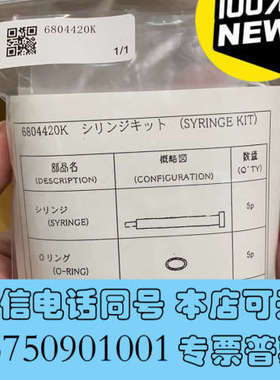 100%
NEW
6804420K
1/1
6804420K シリンジキット (SYRINGE KIT)
部品名 概略図 数量
(DESCRIPTION) (CONFIGURATION) (Q'TY)
シリンジ 5p
(SYRINGE)
Oリング 5p
(O-RING)
信电话同号 本店可
3750901001 专票普